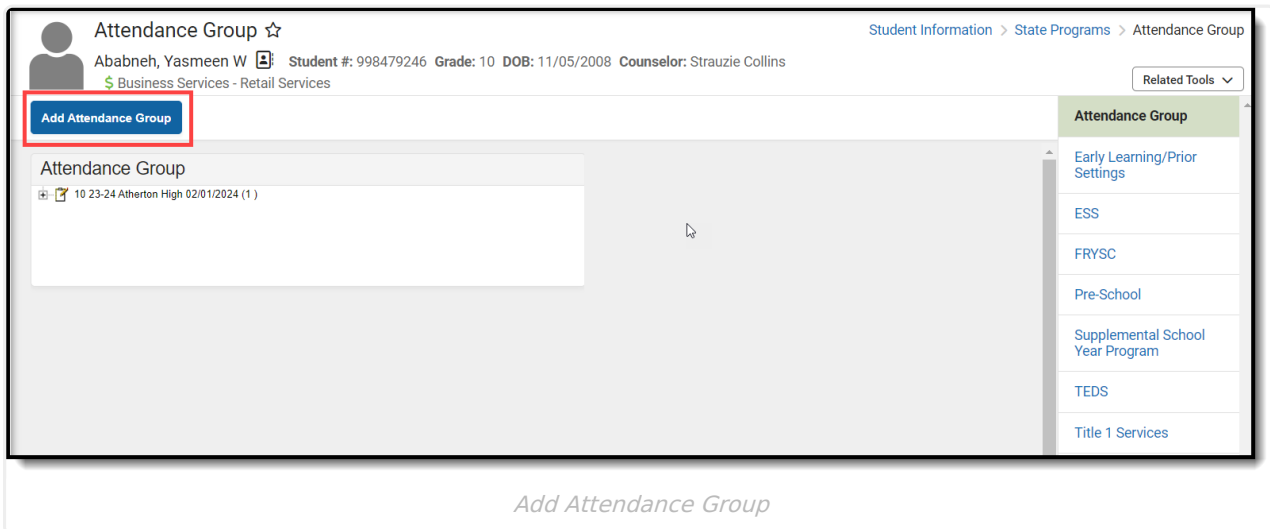 Attendance Group
Student Information > State Programs > Attendance Group
Ababneh, Yasmeen W Student #: 998479246 Grade: 10 DOB: 11/05/2008 Counselor: Strauzie Collins
$ Business Services - Retail Services
Related Tools
Add Attendance Group
Attendance Group
10 23-24 Atherton High 02/01/2024 (1 )
Attendance Group
Early Learning/Prior
Settings
ESS
FRYSC
Pre-School
Supplemental School
Year Program
TEDS
Title 1 Services
Add Attendance Group